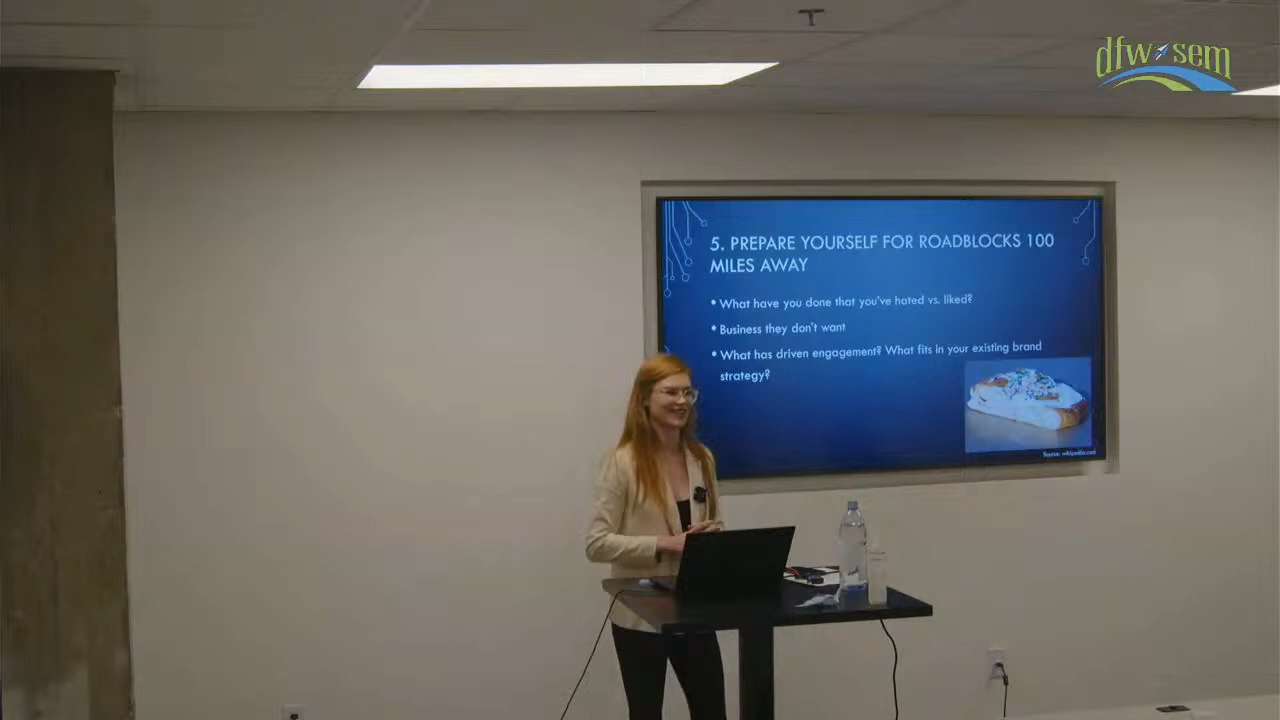 dfw sem
5. PREPARE YOURSELF FOR ROADBLOCKS 100
MILES AWAY
• What have you done that you've hated vs. liked?
• Business they don't want
• What has driven engagement? What fits in your existing brand
strategy?
Source: wikipedia.com